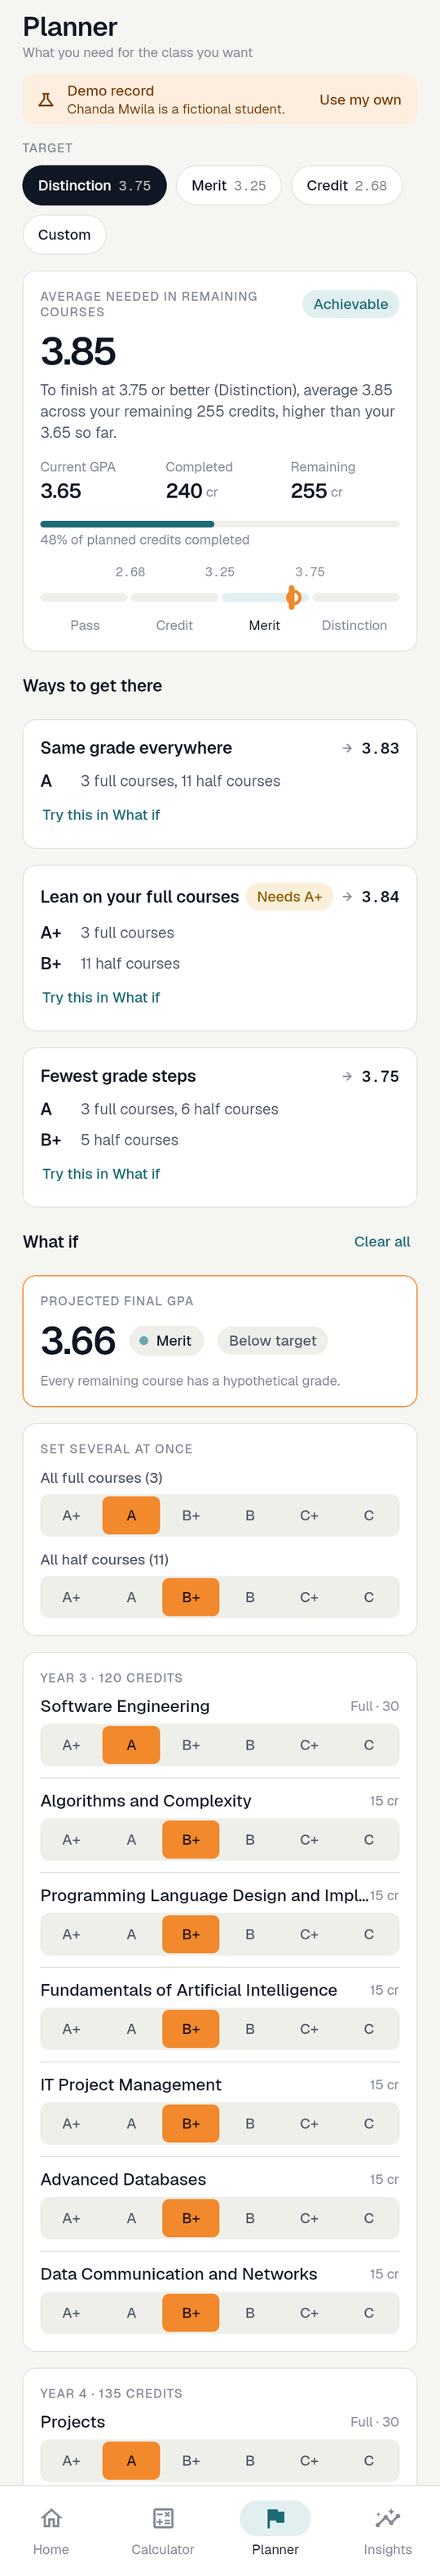 Planner
What you need for the class you want
Demo record
Chanda Mwila is a fictional student.
Use my own
TARGET
Distinction 3.75
Merit 3.25
Credit 2.68
Custom
AVERAGE NEEDED IN REMAINING
COURSES
Achievable
3.85
To finish at 3.75 or better (Distinction), average 3.85
across your remaining 255 credits, higher than your
3.65 so far.
Current GPA Completed Remaining
3.65 240 cr 255 cr
48% of planned credits completed
2.68 3.25 3.75
Pass Credit Merit Distinction
Ways to get there
Same grade everywhere → 3.83
A 3 full courses, 11 half courses
Try this in What if
Lean on your full courses Needs A+ → 3.84
A+ 3 full courses
B+ 11 half courses
Try this in What if
Fewest grade steps → 3.75
A 3 full courses, 6 half courses
B+ 5 half courses
Try this in What if
What if Clear all
PROJECTED FINAL GPA
3.66 Merit Below target
Every remaining course has a hypothetical grade.
SET SEVERAL AT ONCE
All full courses (3)
A+ A B+ B C+ C
All half courses (11)
A+ A B+ B C+ C
YEAR 3 · 120 CREDITS
Software Engineering Full · 30
A+ A B+ B C+ C
Algorithms and Complexity 15 cr
A+ A B+ B C+ C
Programming Language Design and Impl... 15 cr
A+ A B+ B C+ C
Fundamentals of Artificial Intelligence 15 cr
A+ A B+ B C+ C
IT Project Management 15 cr
A+ A B+ B C+ C
Advanced Databases 15 cr
A+ A B+ B C+ C
Data Communication and Networks 15 cr
A+ A B+ B C+ C
YEAR 4 · 135 CREDITS
Projects Full · 30
A+ A B+ B C+ C
Home Calculator Planner Insights